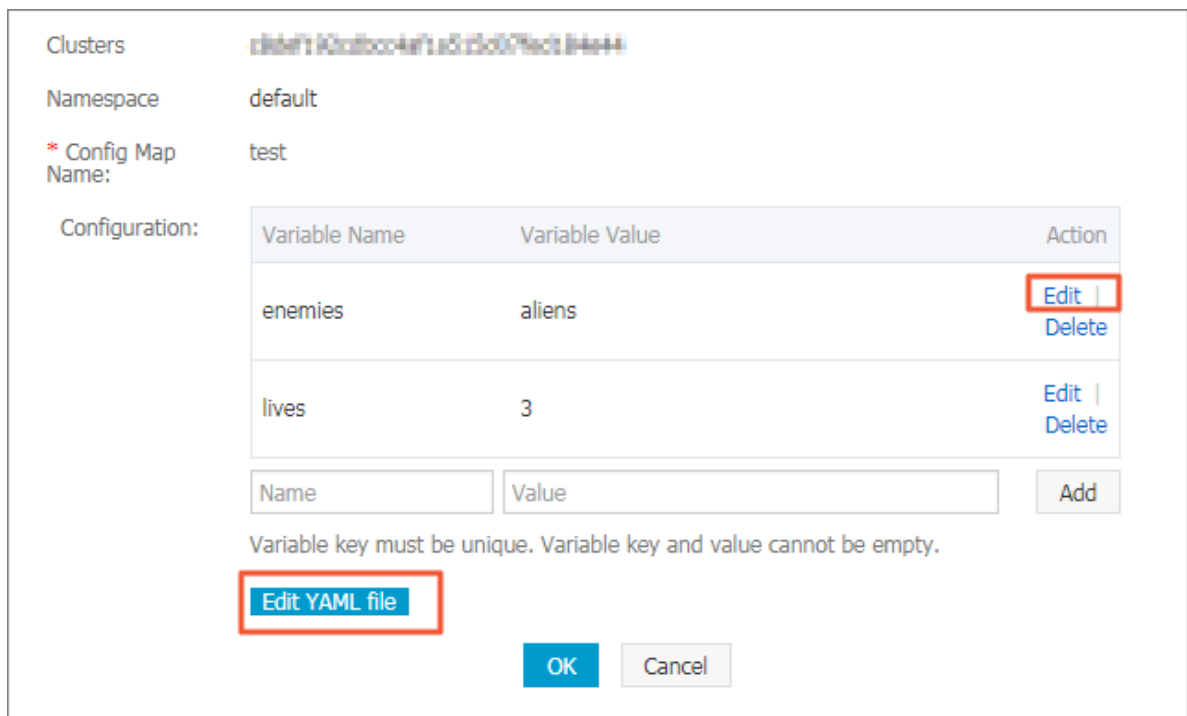 Clusters
Namespace default
* Config Map Name: test
Configuration:
Variable Name Variable Value Action
enemies aliens Edit |
Delete
lives 3 Edit |
Delete
Name Value Add
Variable key must be unique. Variable key and value cannot be empty.
Edit YAML file
OK Cancel